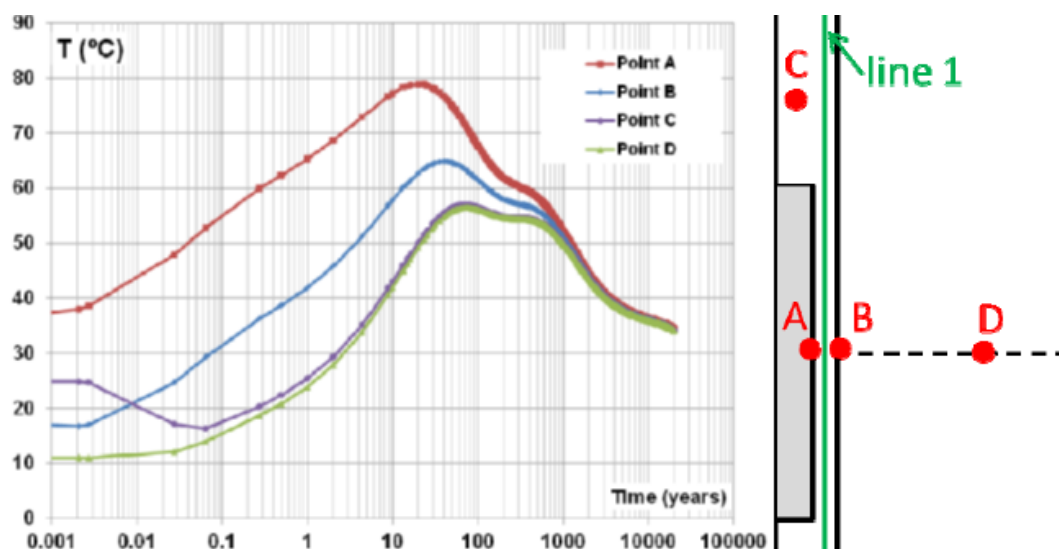 90
80
70
60
50
40
30
20
10
0
T (ºC)
Point A
Point B
Point C
Point D
Time (years)
0.001 0.01 0.1 1 10 100 1000 10000 100000
C
line 1
A B D